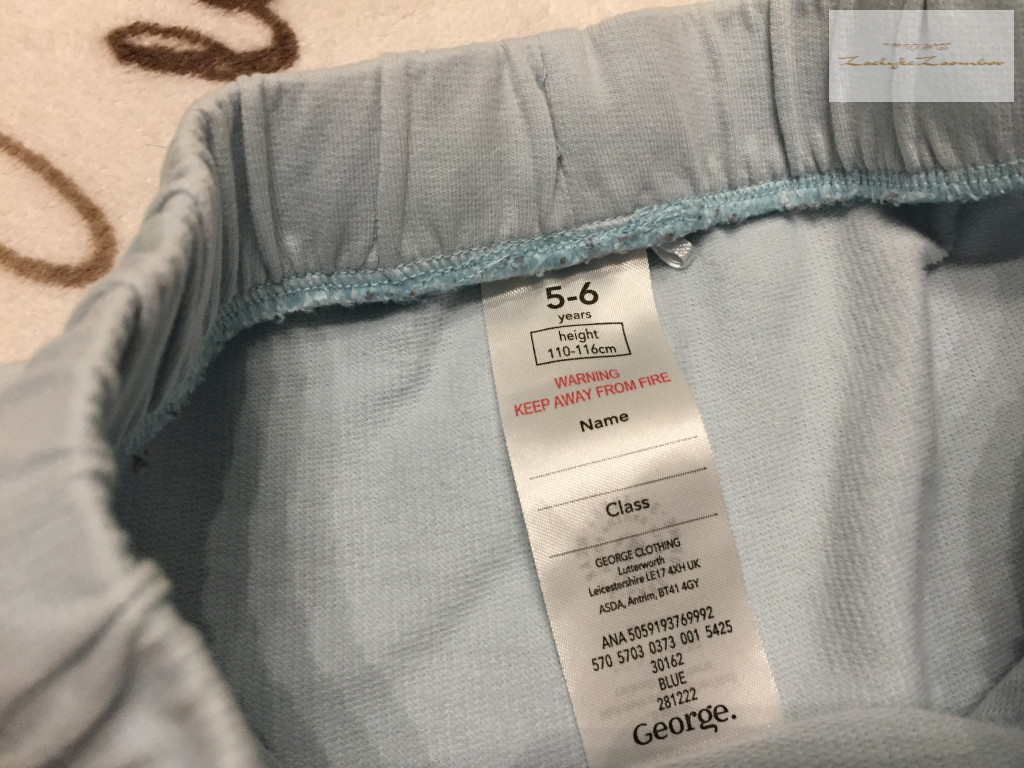 5-6
years
height
110-116cm
WARNING
KEEP AWAY FROM FIRE
Name
Class
GEORGE CLOTHING
Lutterworth
Leicestershire LE17 4XH UK
ASDA, Antrim, BT41 4GY
ANA 5059193769992
570 5703 0373 001 5425
30162
BLUE
281222
George.